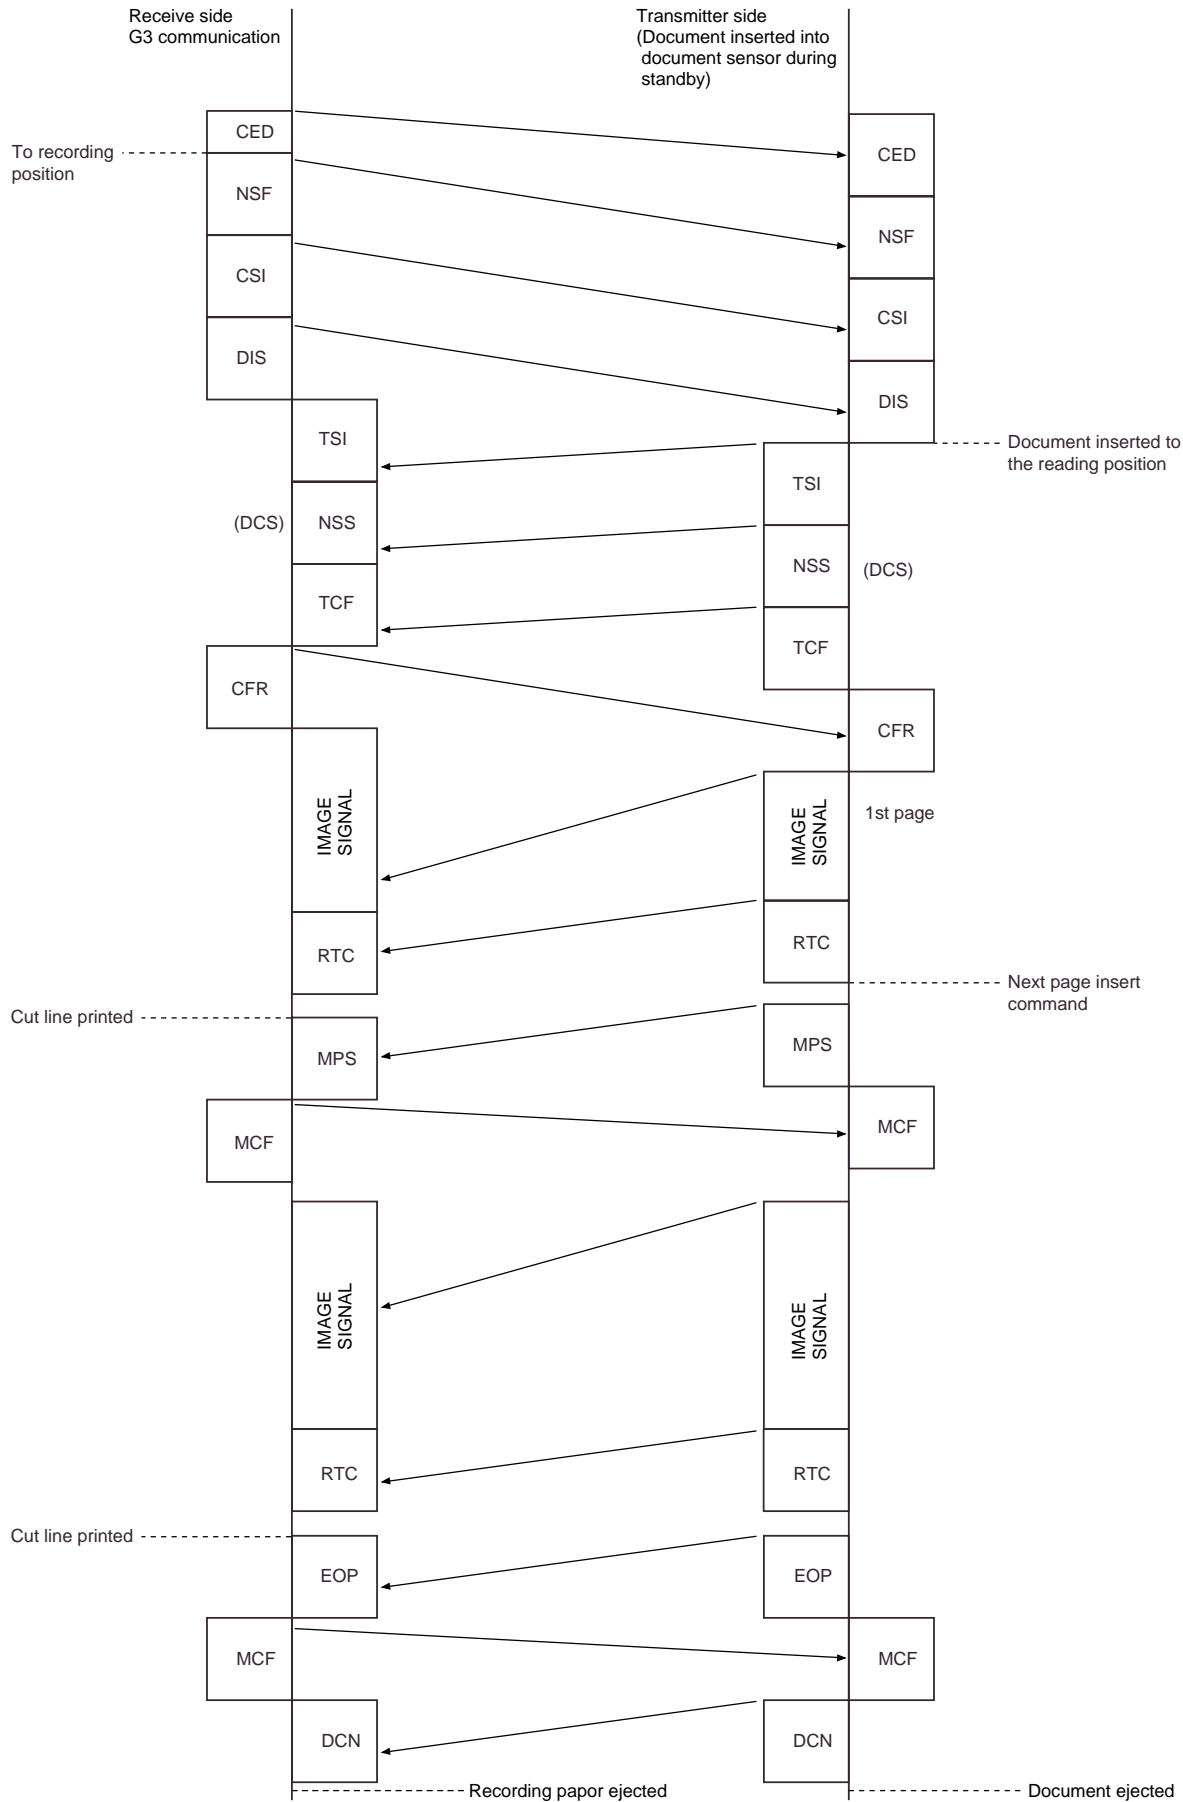 Receive side
G3 communication
Transmitter side
(Document inserted into
document sensor during
standby)
CED
CED
To recording
position
NSF
NSF
CSI
CSI
DIS
DIS
TSI
Document inserted to
the reading position
TSI
(DCS)
NSS
NSS
(DCS)
TCF
TCF
CFR
CFR
IMAGE
SIGNAL
IMAGE
SIGNAL
1st page
RTC
RTC
Next page insert
command
Cut line printed
MPS
MPS
MCF
MCF
IMAGE
SIGNAL
IMAGE
SIGNAL
RTC
RTC
Cut line printed
EOP
EOP
MCF
MCF
DCN
DCN
Recording papor ejected
Document ejected